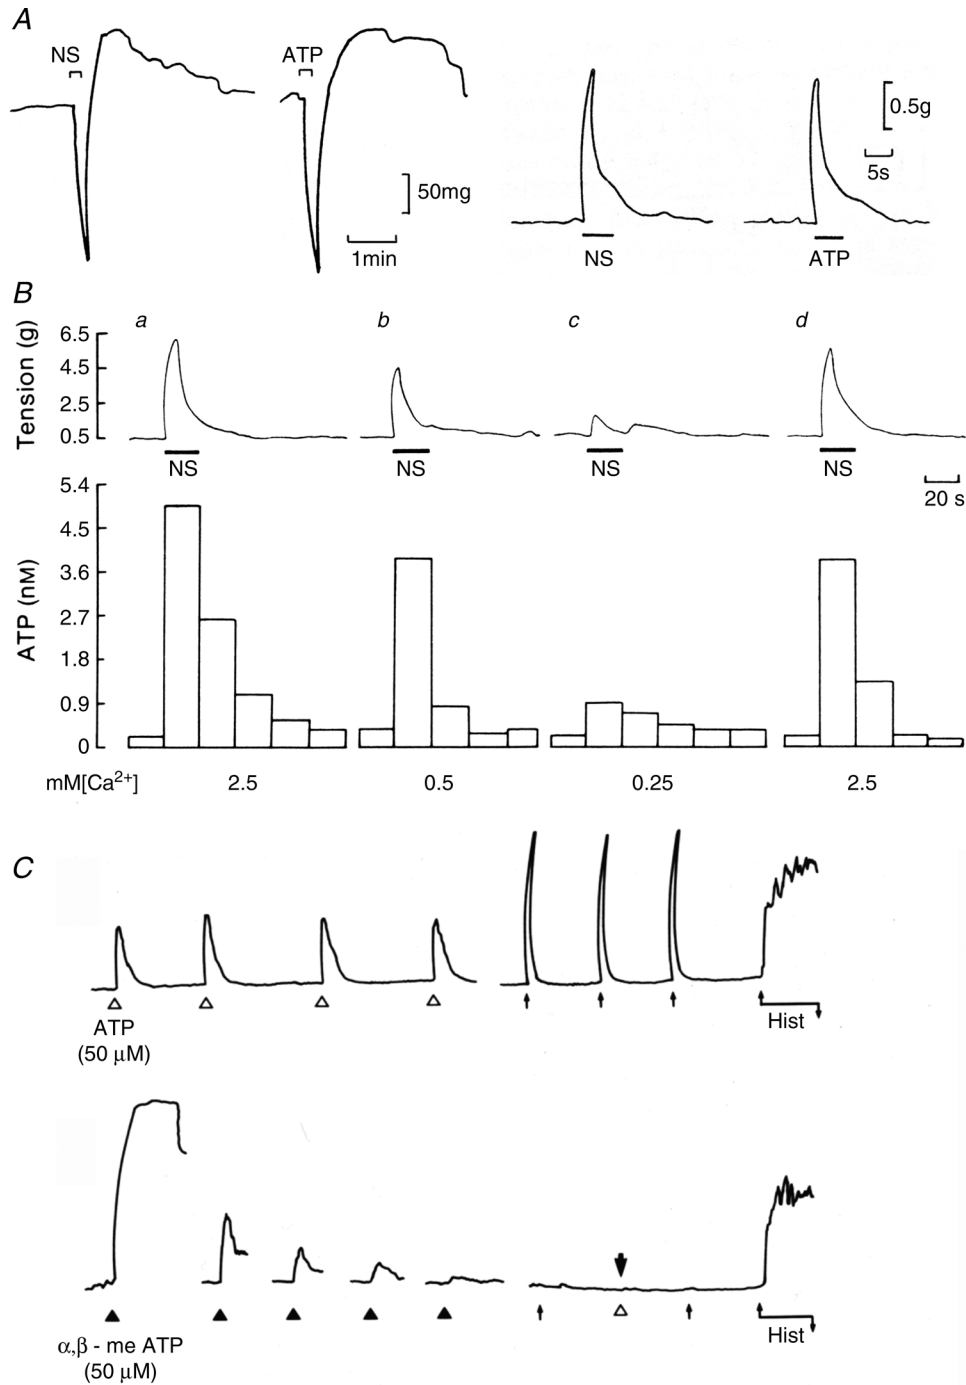 A
NS
ATP
50mg
1min
NS
ATP
0.5g
5s
B
a
b
c
d
Tension (g)
6.5
4.5
2.5
0.5
NS
NS
NS
NS
20 s
ATP (nM)
5.4
4.5
3.6
2.7
1.8
0.9
0
mM[Ca²⁺]
2.5
0.5
0.25
2.5
C
ATP
(50 μM)
Hist
α,β - me ATP
(50 μM)
Hist